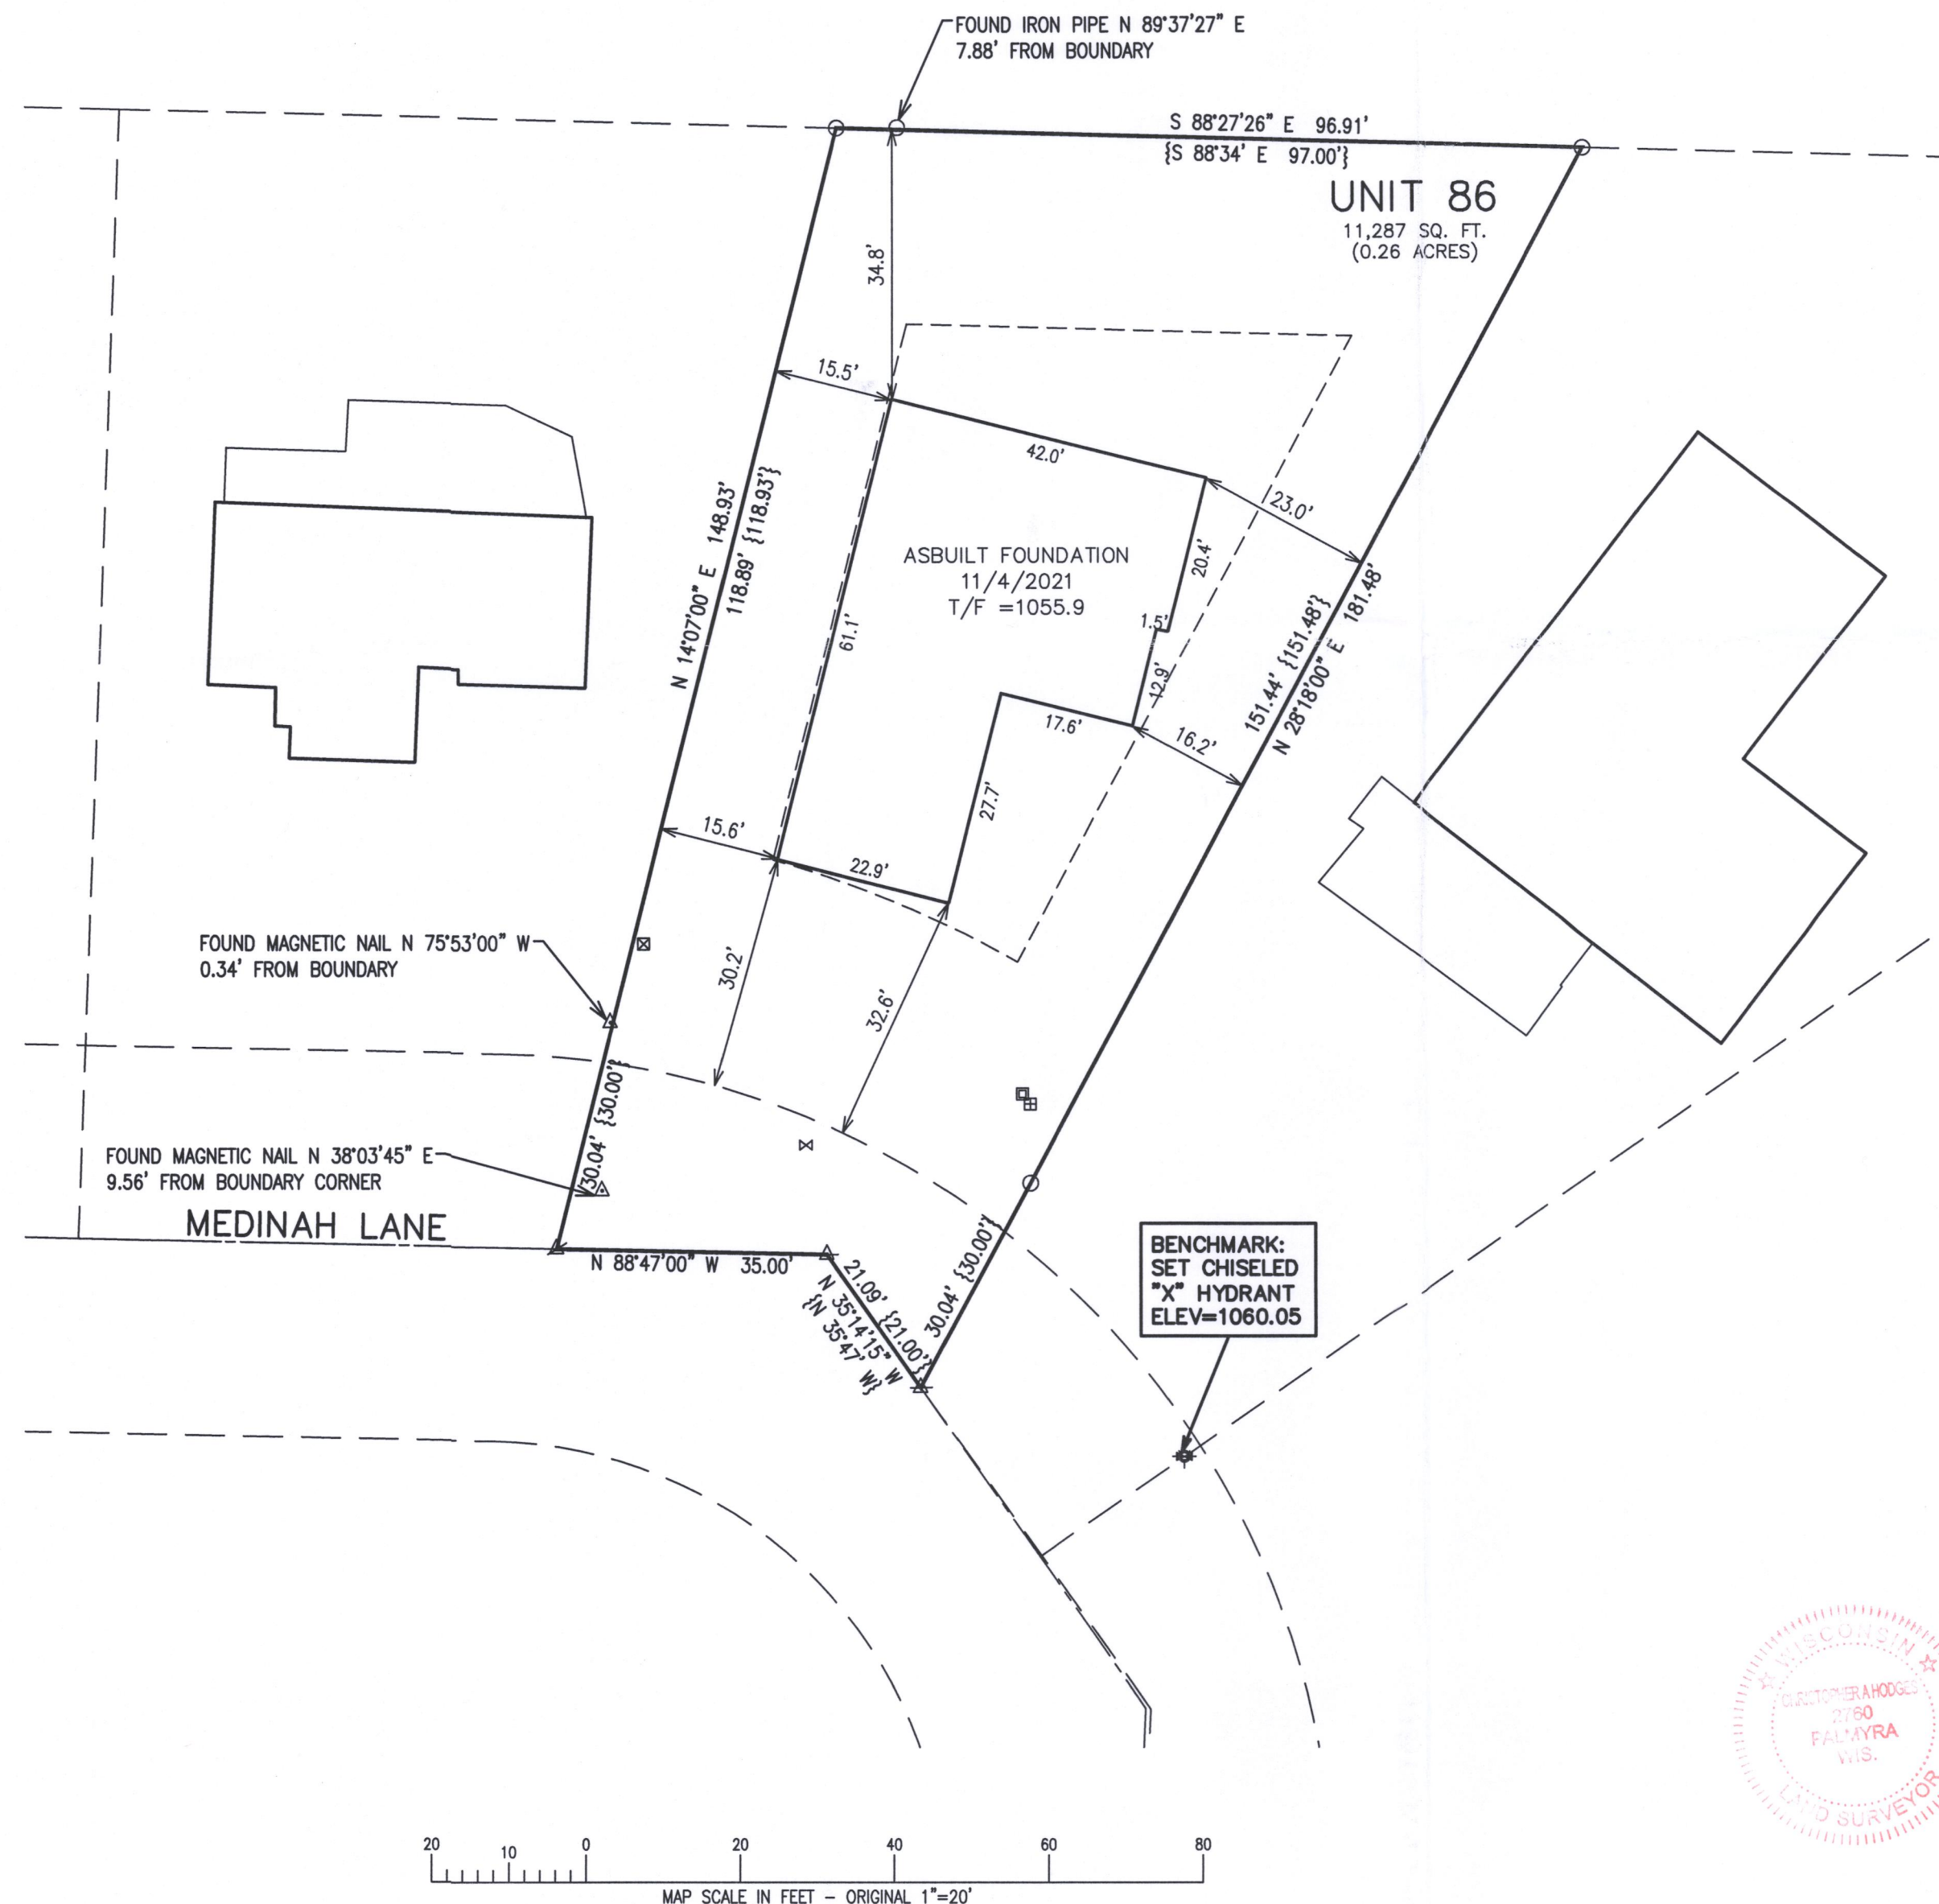 FOUND IRON PIPE N 89°37'27" E
7.88' FROM BOUNDARY
S 88°27'26" E 96.91'
{S 88°34' E 97.00'}
UNIT 86
11,287 SQ. FT.
(0.26 ACRES)
34.8'
15.5'
42.0'
23.0'
N 14°07'00" E 148.93'
118.89' {118.93'}
ASBUILT FOUNDATION
11/4/2021
T/F =1055.9
20.4'
1.5'
61.1'
12.9'
151.44' {151.48'}
N 28°18'00" E 181.48'
17.6'
16.2'
27.7'
15.6'
22.9'
FOUND MAGNETIC NAIL N 75°53'00" W
0.34' FROM BOUNDARY
30.2'
32.6'
30.04' {30.00'}
FOUND MAGNETIC NAIL N 38°03'45" E
9.56' FROM BOUNDARY CORNER
MEDINAH LANE
N 88°47'00" W 35.00'
21.09' {21.00'}
N 35°14'15" W
{N 35°47' W}
30.04' {30.00'}
BENCHMARK:
SET CHISELED
"X" HYDRANT
ELEV=1060.05
WISCONSIN
CHRISTOPHER A HODGES
2760
PALMYRA
WIS.
LAND SURVEYOR
20 10 0 20 40 60 80
MAP SCALE IN FEET – ORIGINAL 1"=20'